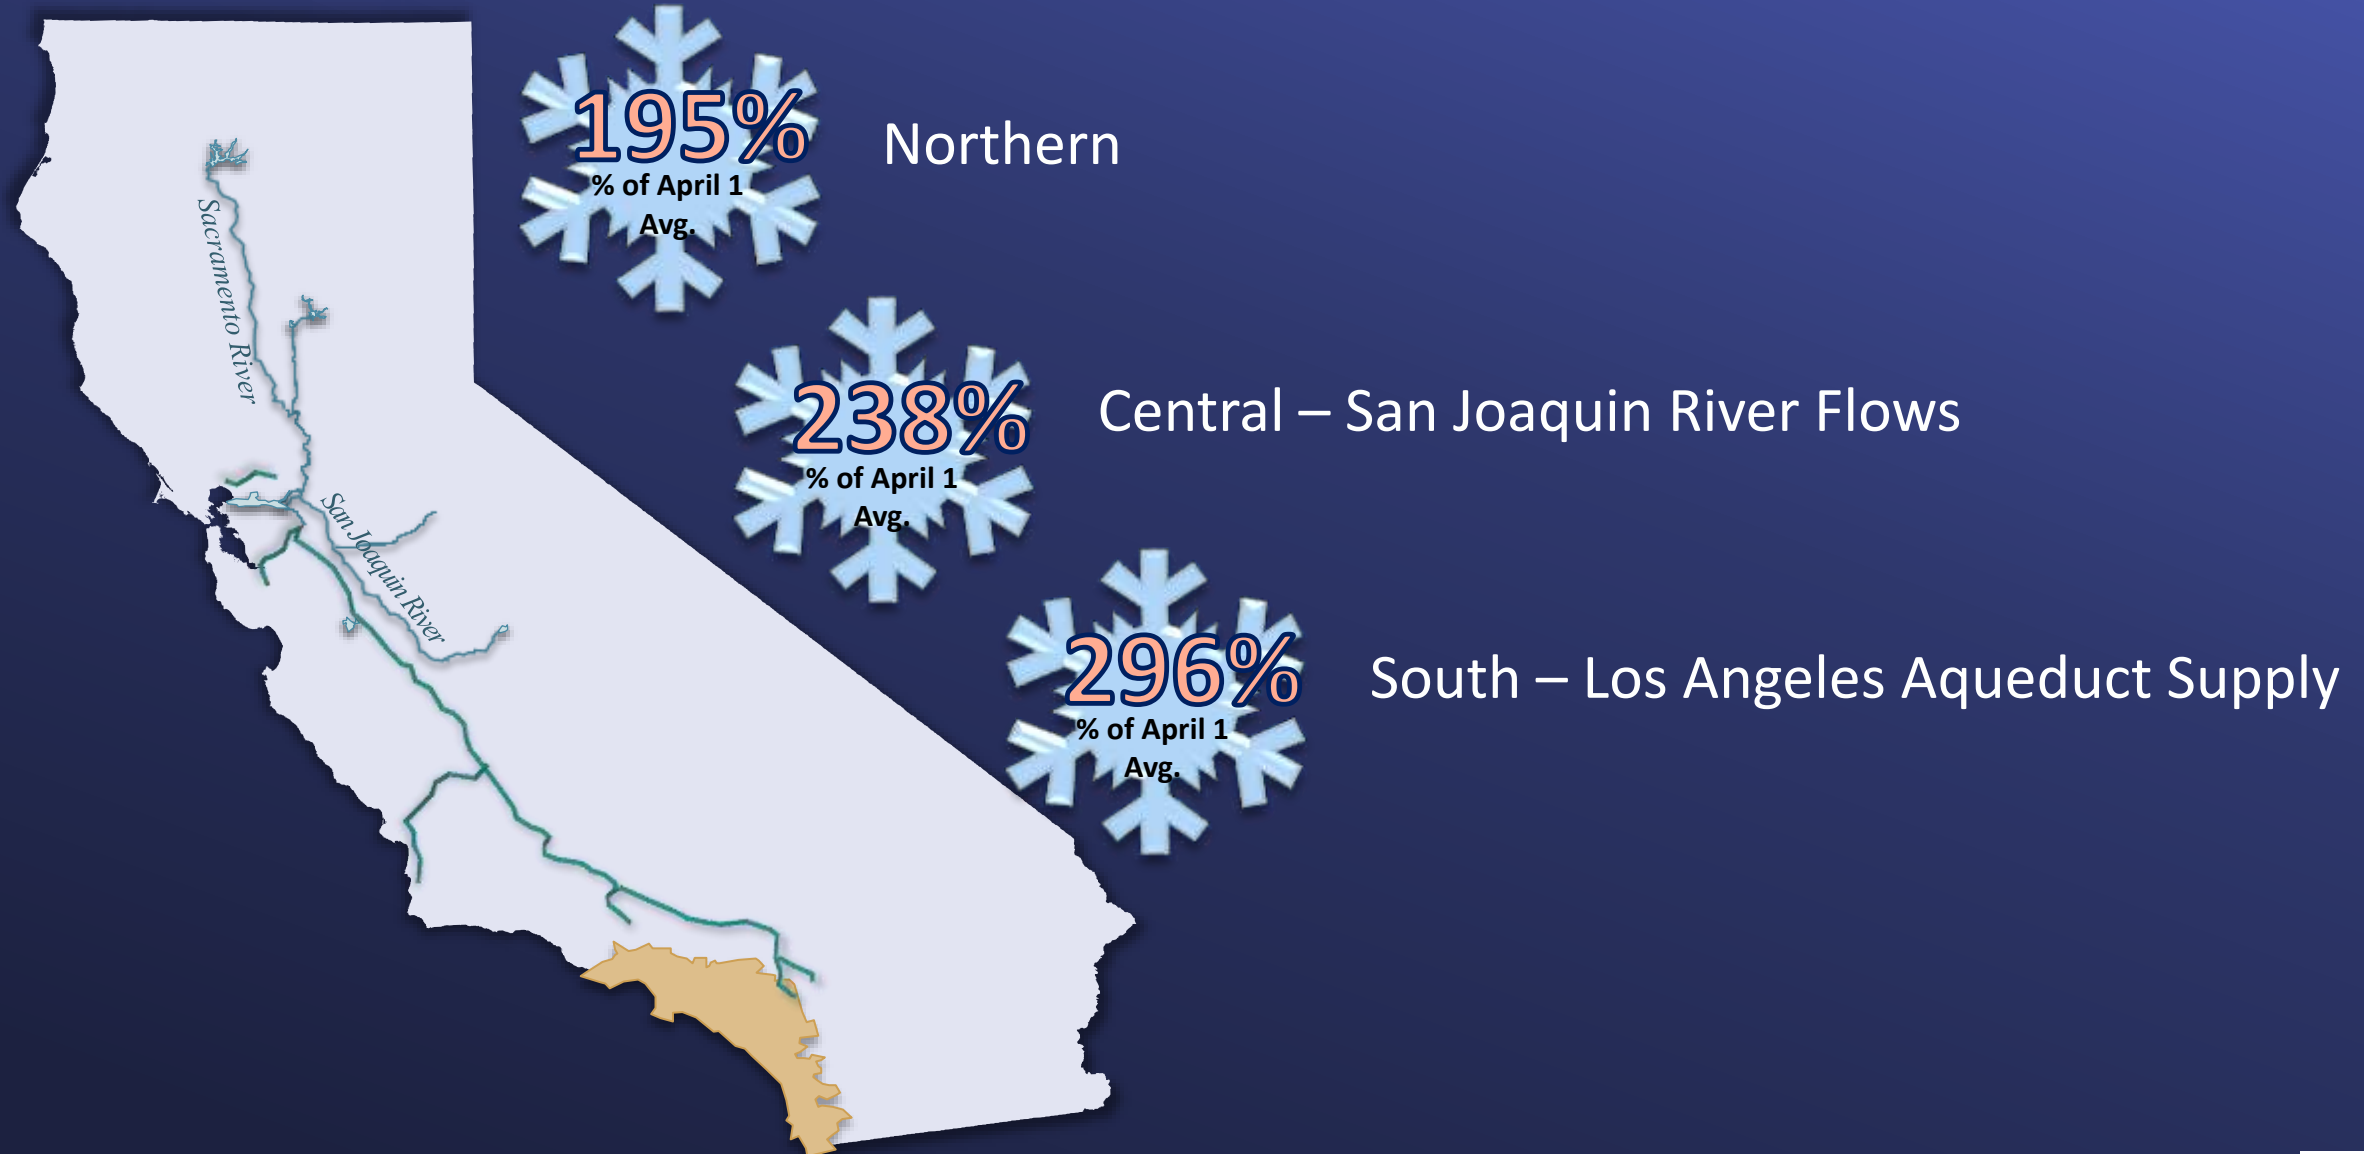 195%
% of April 1
Avg.
Northern
Sacramento River
238%
% of April 1
Avg.
Central – San Joaquin River Flows
San Joaquin River
296%
% of April 1
Avg.
South – Los Angeles Aqueduct Supply